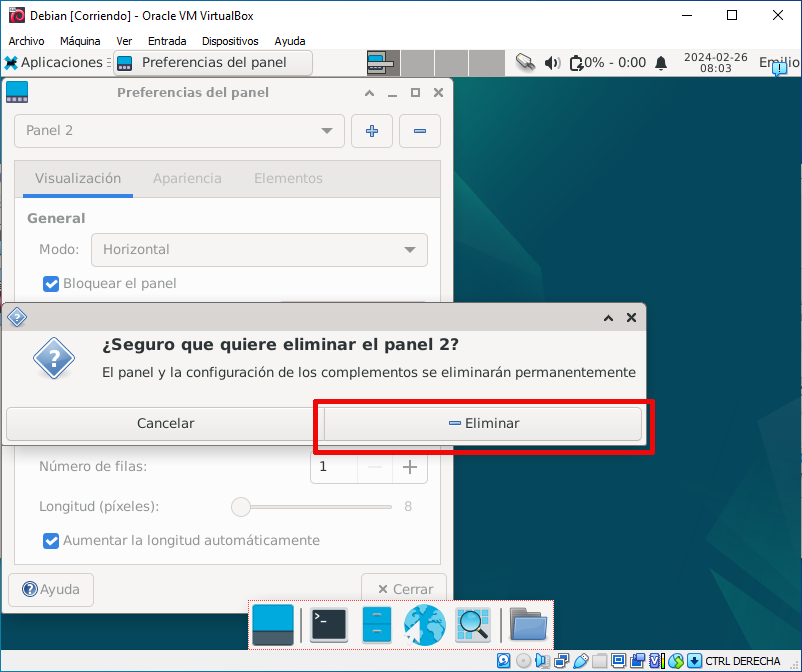 Debian [Corriendo] - Oracle VM VirtualBox
Archivo Máquina Ver Entrada Dispositivos Ayuda
Aplicaciones Preferencias del panel 0% - 0:00 2024-02-26 08:03 Emilio
Preferencias del panel
Panel 2
Visualización Apariencia Elementos
General
Modo: Horizontal
Bloquear el panel
¿Seguro que quiere eliminar el panel 2?
El panel y la configuración de los complementos se eliminarán permanentemente
Cancelar Eliminar
Número de filas: 1
Longitud (píxeles): 8
Aumentar la longitud automáticamente
Ayuda Cerrar
CTRL DERECHA